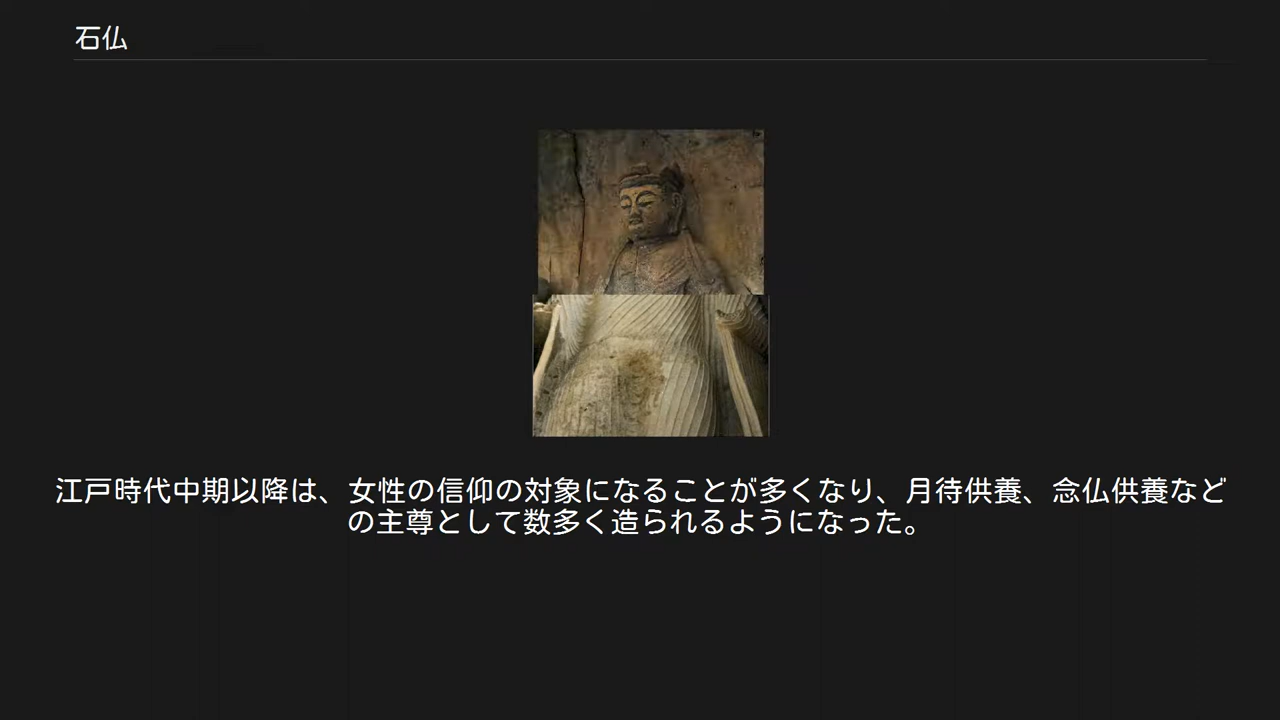 石仏
江戸時代中期以降は、女性の信仰の対象になることが多くなり、月待供養、念仏供養など
の主尊として数多く造られるようになった。